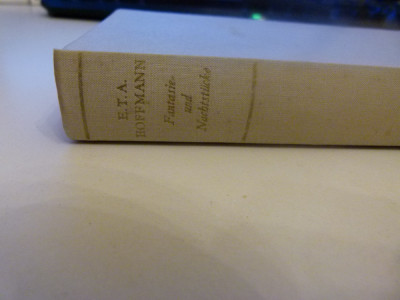 E.T.A.
HOFFMANN
Fantasie-
und
Nachtstücke